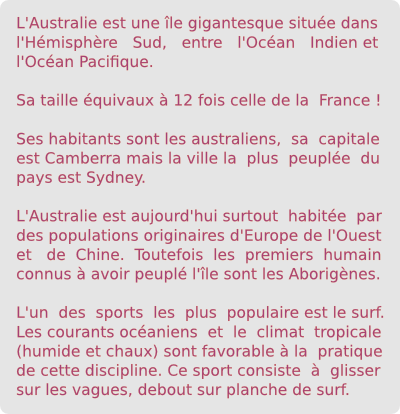 L'Australie est une île gigantesque située dans
l'Hémisphère Sud, entre l'Océan Indien et
l'Océan Pacifique.
Sa taille équivaux à 12 fois celle de la France !
Ses habitants sont les australiens, sa capitale
est Camberra mais la ville la plus peuplée du
pays est Sydney.
L'Australie est aujourd'hui surtout habitée par
des populations originaires d'Europe de l'Ouest
et de Chine. Toutefois les premiers humain
connus à avoir peuplé l'île sont les Aborigènes.
L'un des sports les plus populaire est le surf.
Les courants océaniens et le climat tropicale
(humide et chaux) sont favorable à la pratique
de cette discipline. Ce sport consiste à glisser
sur les vagues, debout sur planche de surf.